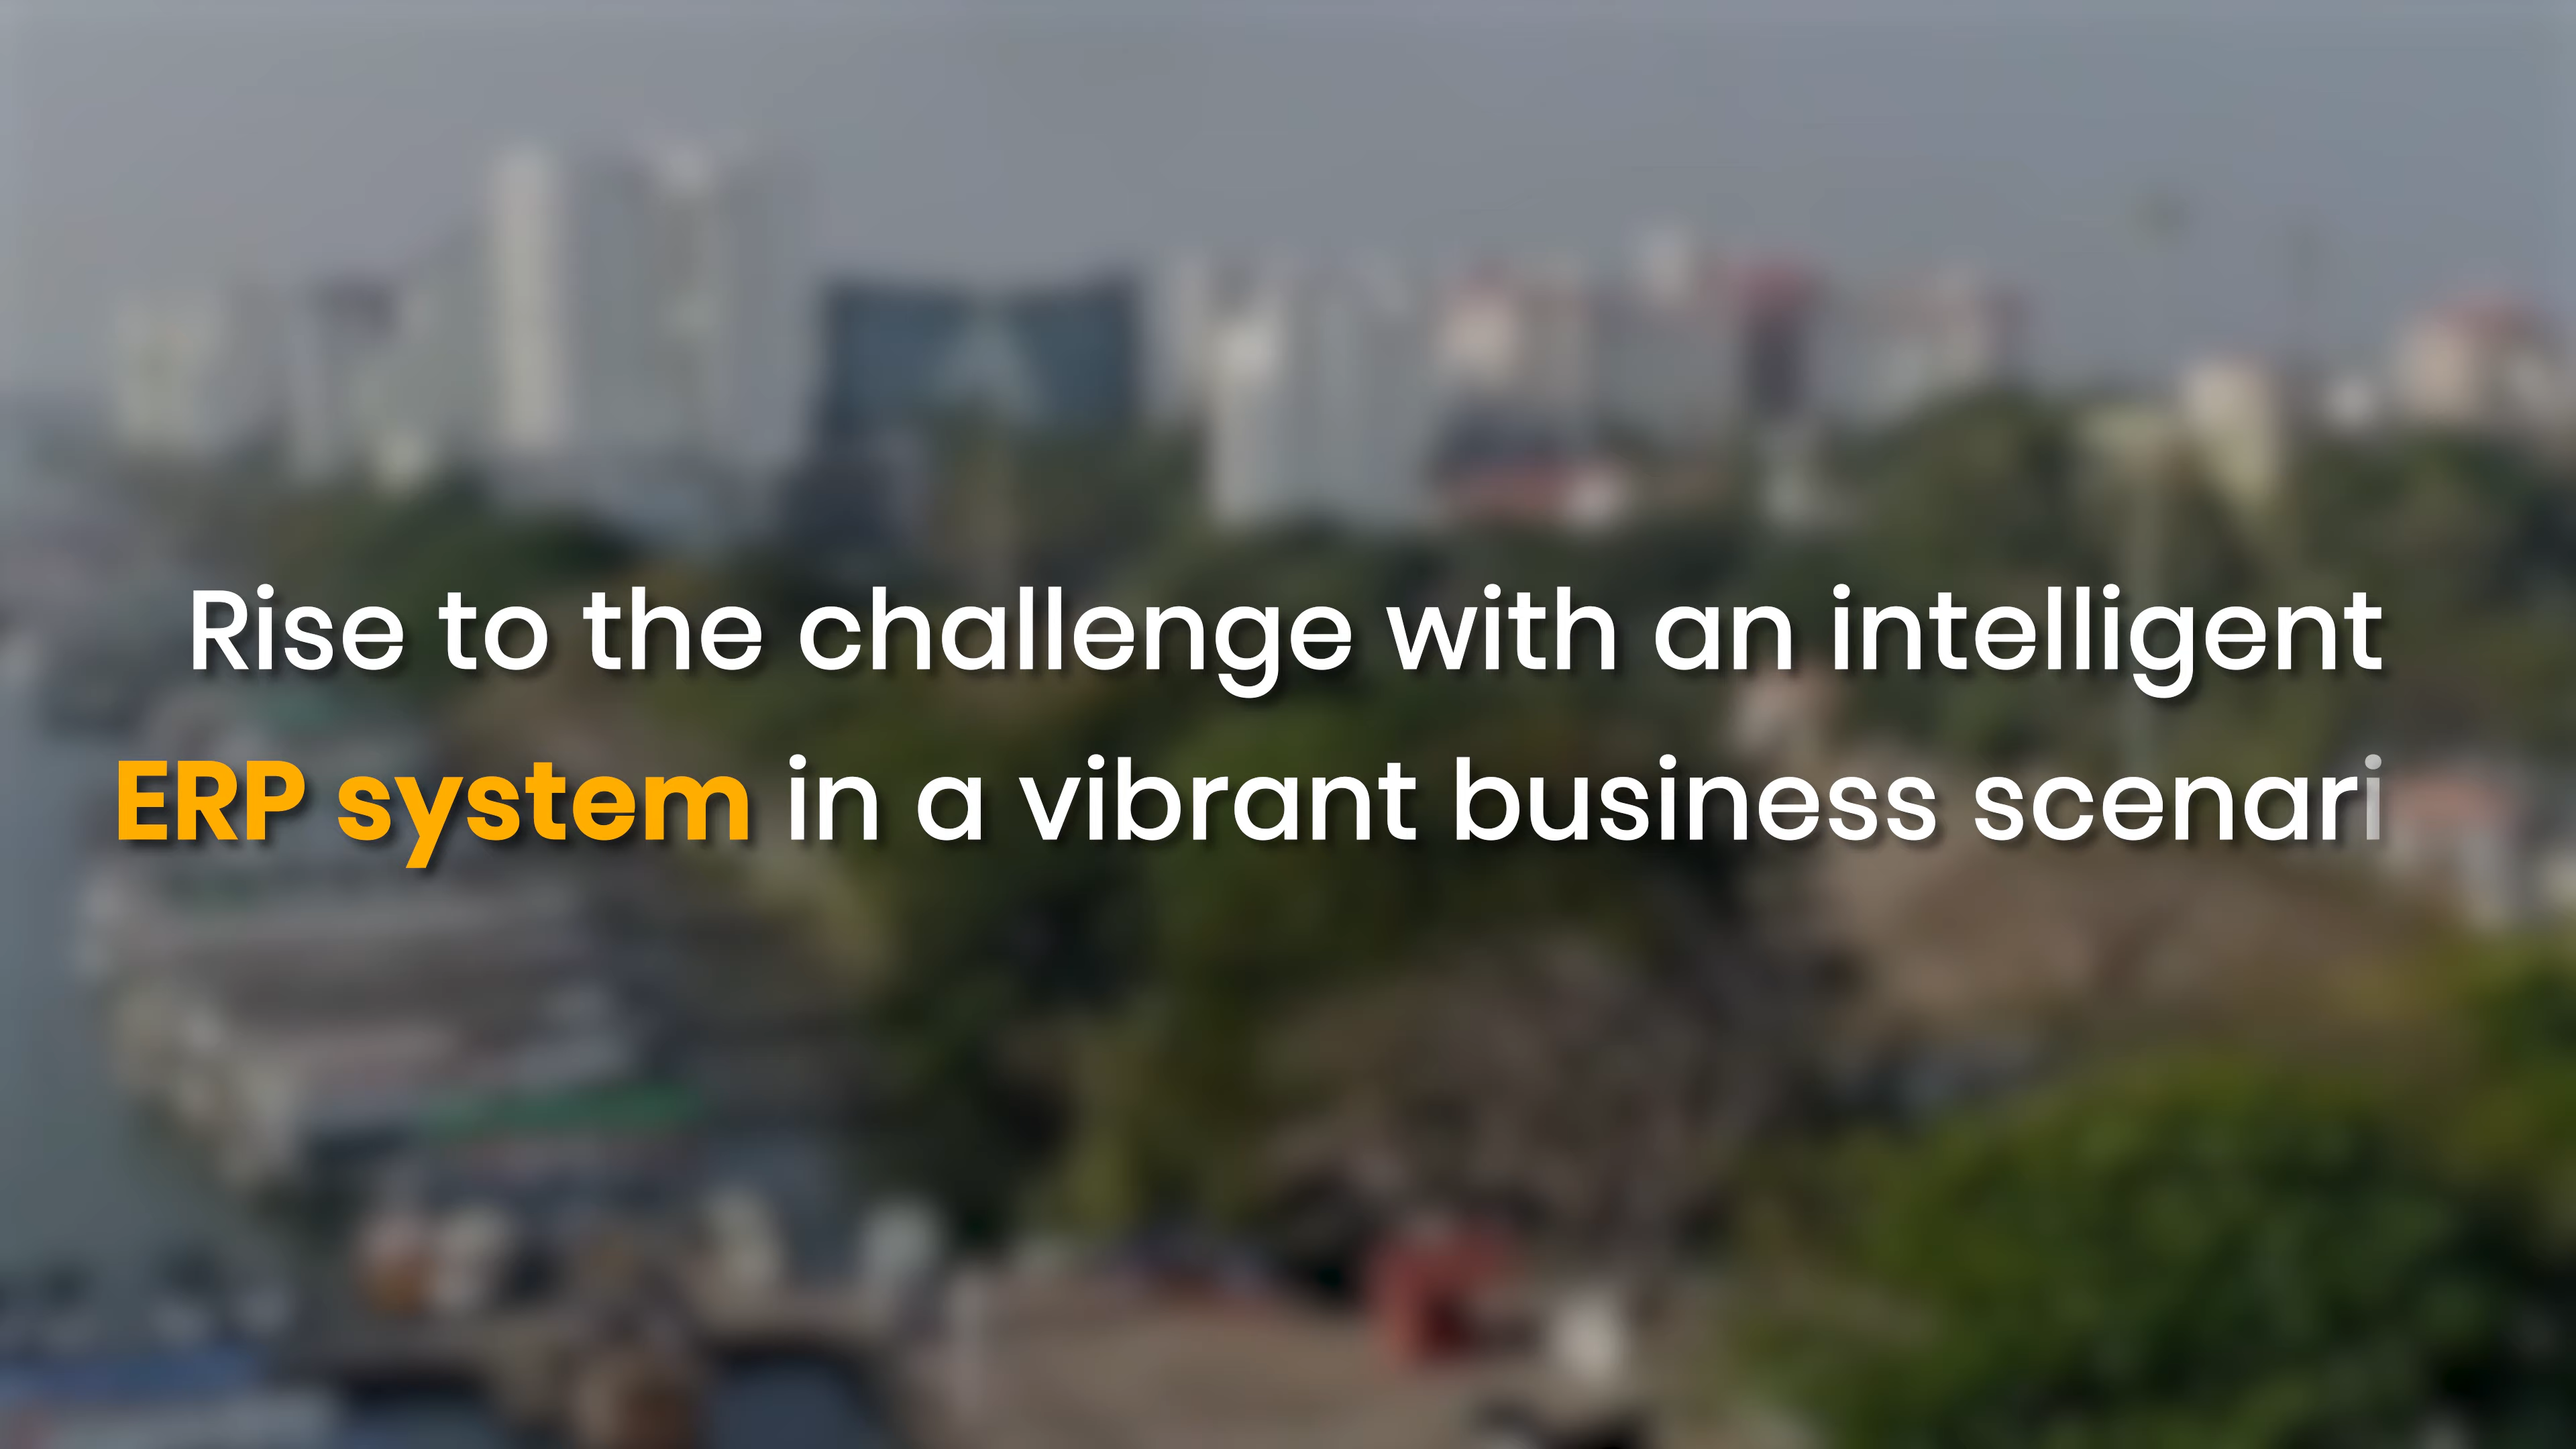 Rise to the challenge with an intelligent
ERP system in a vibrant business scenari